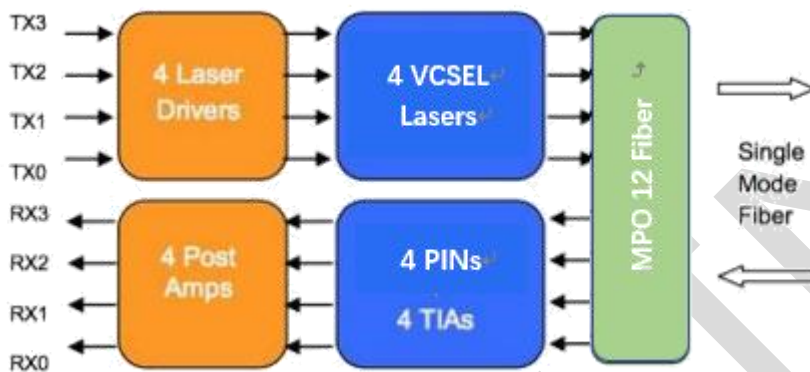 TX3
TX2
TX1
TX0
4 Laser
Drivers
4 VCSEL↵
Lasers↵
RX3
RX2
RX1
RX0
4 Post
Amps
4 PINs↵
4 TIAs
MPO 12 Fiber ↵
Single
Mode
Fiber